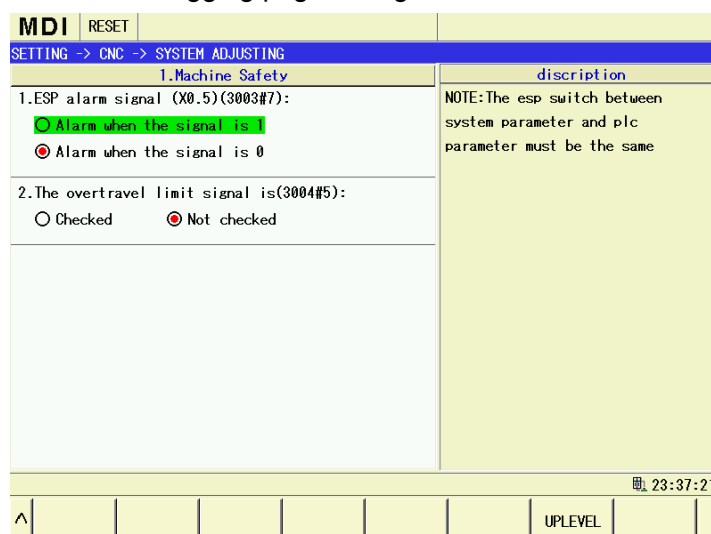 MDI RESET
SETTING -> CNC -> SYSTEM ADJUSTING
1.Machine Safety
1.ESP alarm signal (X0.5)(3003#7):
Alarm when the signal is 1
Alarm when the signal is 0
2.The overtravel limit signal is(3004#5):
Checked Not checked
discription
NOTE:The esp switch between
system parameter and plc
parameter must be the same
23:37:2
^ UPLEVEL